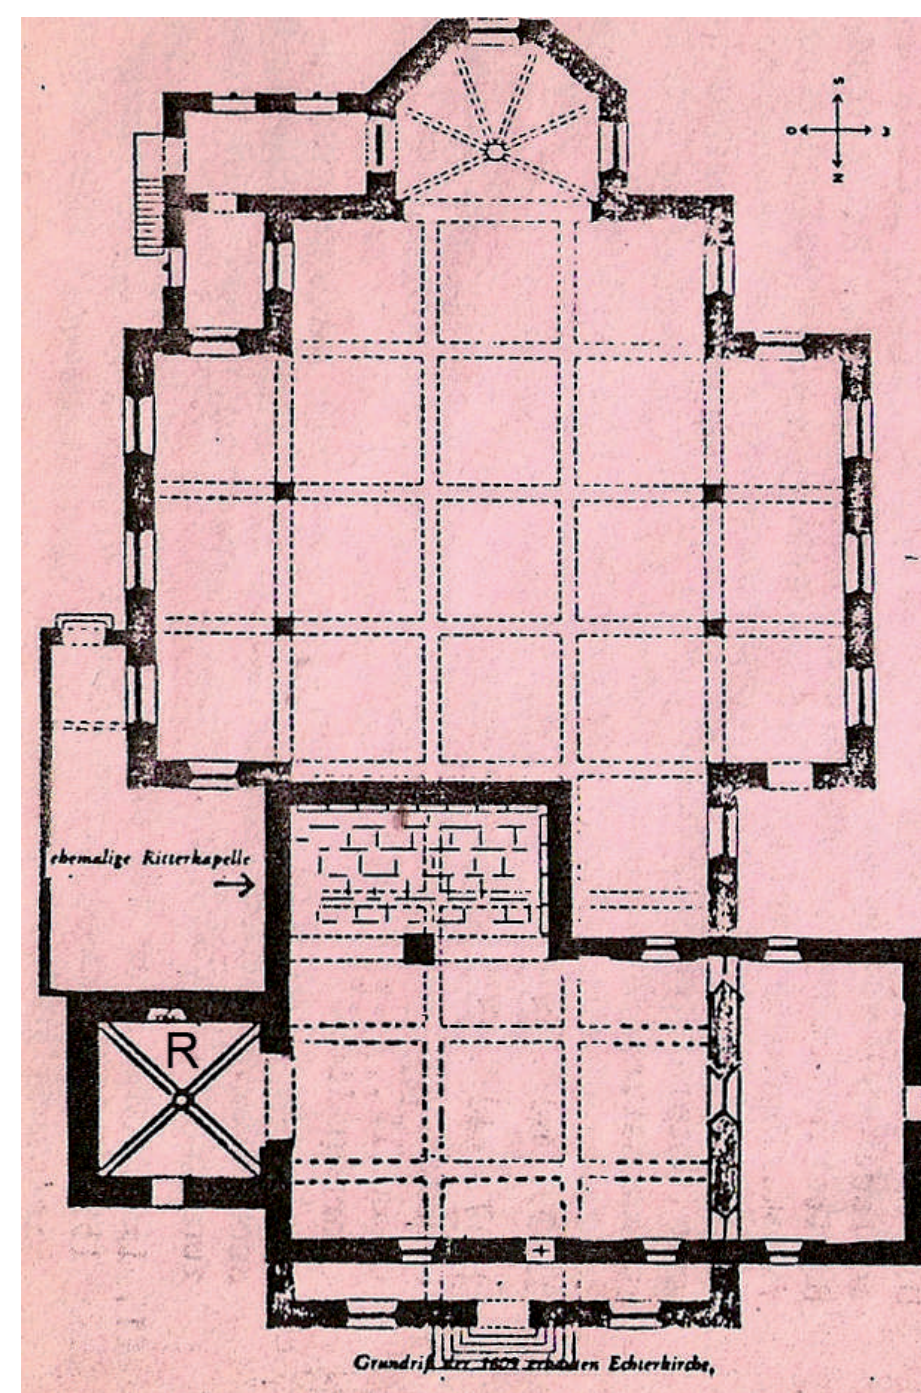 S
O W
N
ehemalige Ritterkapelle
R
Grundriß der 1609 erbauten Echterkirche,